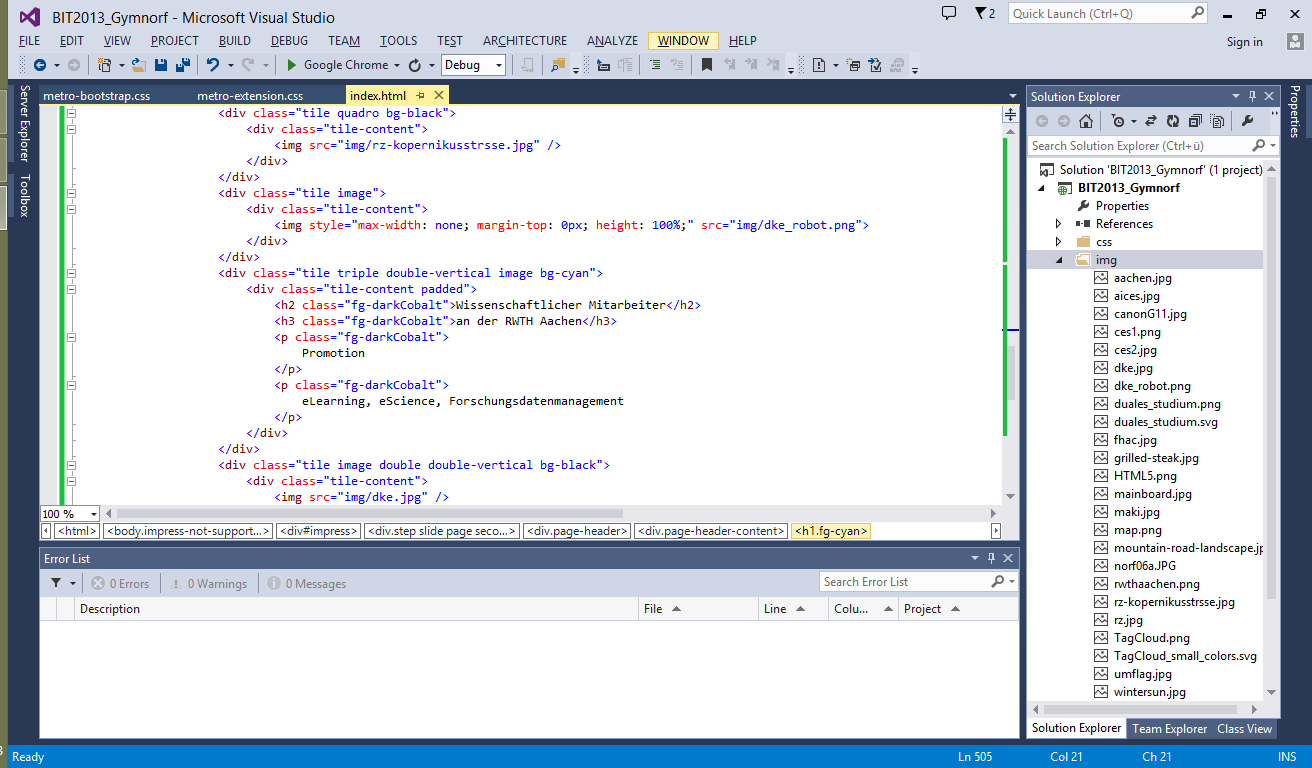 BIT2013_Gymnorf - Microsoft Visual Studio
2
Quick Launch (Ctrl+Q)
FILE EDIT VIEW PROJECT BUILD DEBUG TEAM TOOLS TEST ARCHITECTURE ANALYZE WINDOW HELP
Sign in
Google Chrome Debug
Server Explorer
Toolbox
metro-bootstrap.css metro-extension.css index.html
<div class="tile quadro bg-black">
<div class="tile-content">
<img src="img/rz-kopernikusstrsse.jpg" />
</div>
</div>
<div class="tile image">
<div class="tile-content">
<img style="max-width: none; margin-top: 0px; height: 100%;" src="img/dke_robot.png">
</div>
</div>
<div class="tile triple double-vertical image bg-cyan">
<div class="tile-content padded">
<h2 class="fg-darkCobalt">Wissenschaftlicher Mitarbeiter</h2>
<h3 class="fg-darkCobalt">an der RWTH Aachen</h3>
<p class="fg-darkCobalt">
Promotion
</p>
<p class="fg-darkCobalt">
eLearning, eScience, Forschungsdatenmanagement
</p>
</div>
</div>
<div class="tile image double double-vertical bg-black">
<div class="tile-content">
<img src="img/dke.jpg" />
100 %
<html> <body.impress-not-support...> <div#impress> <div.step slide page seco...> <div.page-header> <div.page-header-content> <h1.fg-cyan>
Error List
0 Errors 0 Warnings 0 Messages Search Error List
Description File Line Colu... Project
Solution Explorer
Search Solution Explorer (Ctrl+ü)
Solution 'BIT2013_Gymnorf' (1 project)
BIT2013_Gymnorf
Properties
References
css
img
aachen.jpg
aices.jpg
canonG11.jpg
ces1.png
ces2.jpg
dke.jpg
dke_robot.png
duales_studium.png
duales_studium.svg
fhac.jpg
grilled-steak.jpg
HTML5.png
mainboard.jpg
maki.jpg
map.png
mountain-road-landscape.jp
norf06a.JPG
rwthaachen.png
rz-kopernikusstrsse.jpg
rz.jpg
TagCloud.png
TagCloud_small_colors.svg
umflag.jpg
wintersun.jpg
Solution Explorer Team Explorer Class View
Properties
Ready Ln 505 Col 21 Ch 21 INS